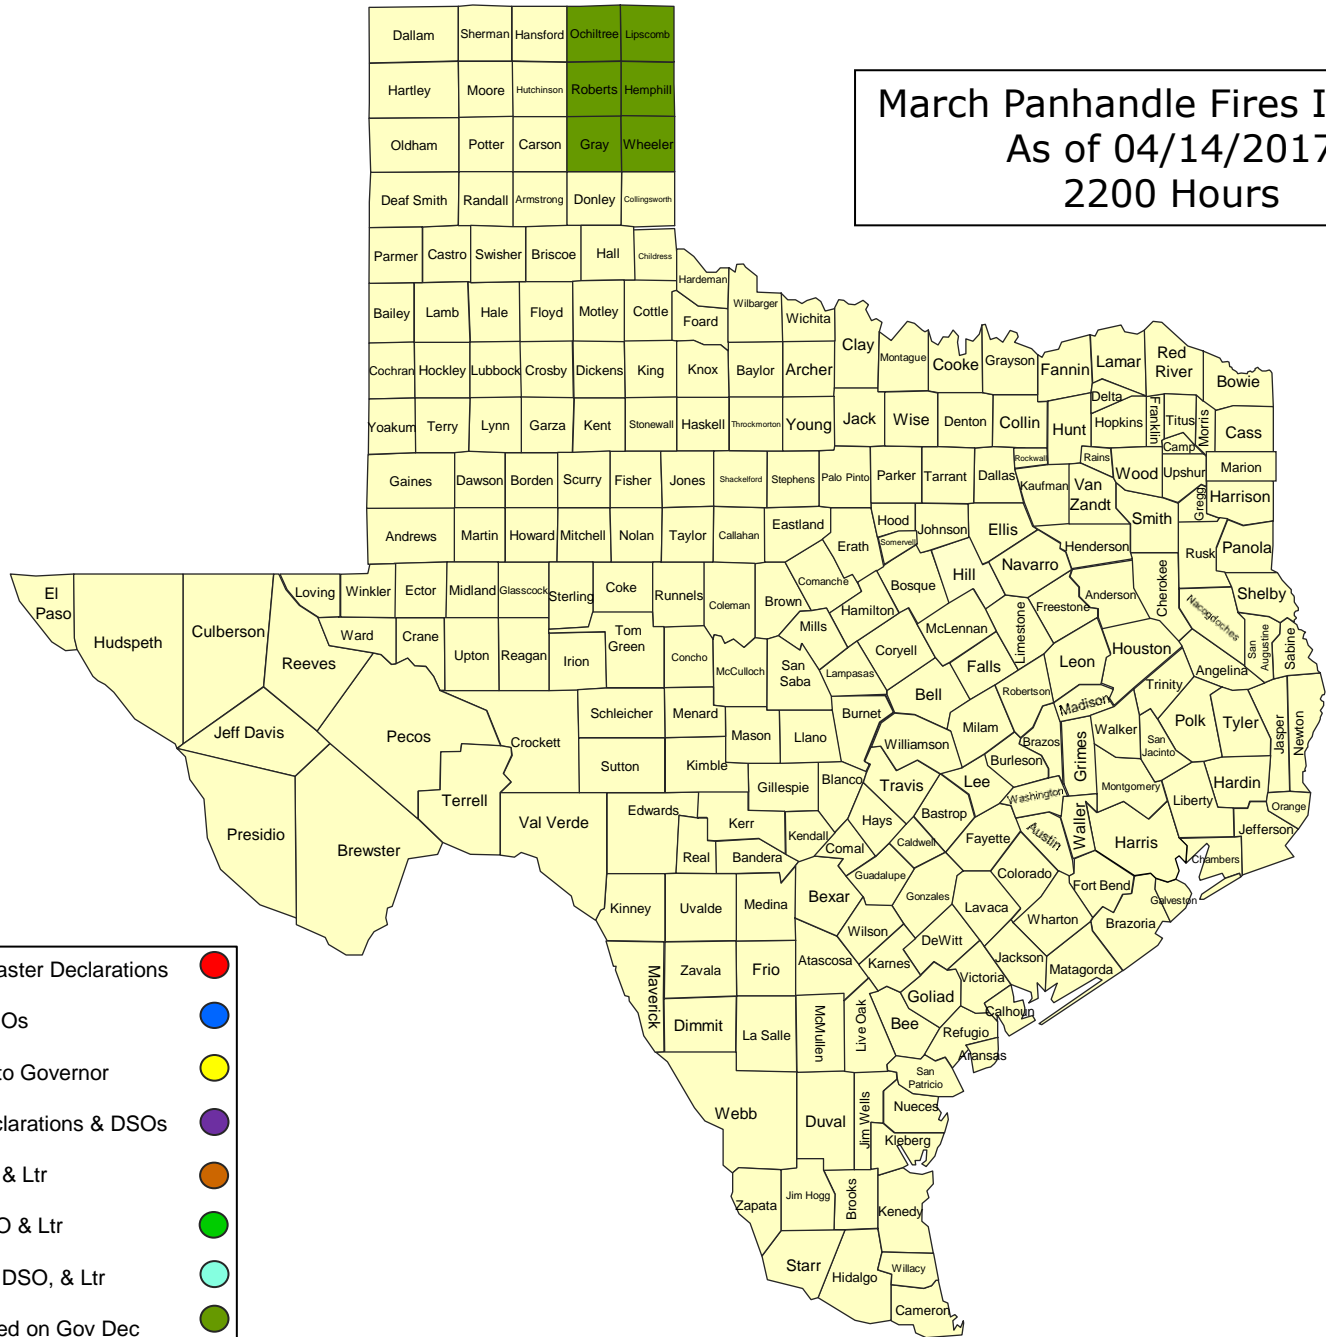 March Panhandle Fires I
As of 04/14/2017
2200 Hours
Dallam
Sherman
Hansford
Ochiltree
Lipscomb
Hartley
Moore
Hutchinson
Roberts
Hemphill
Oldham
Potter
Carson
Gray
Wheeler
Deaf Smith
Randall
Armstrong
Donley
Collingsworth
Parmer
Castro
Swisher
Briscoe
Hall
Childress
Hardeman
Bailey
Lamb
Hale
Floyd
Motley
Cottle
Foard
Wilbarger
Wichita
Clay
Montague
Cooke
Grayson
Fannin
Lamar
Red
River
Bowie
Cochran
Hockley
Lubbock
Crosby
Dickens
King
Knox
Baylor
Archer
Delta
Yoakum
Terry
Lynn
Garza
Kent
Stonewall
Haskell
Throckmorton
Young
Jack
Wise
Denton
Collin
Hunt
Hopkins
Franklin
Titus
Morris
Cass
Camp
Gaines
Dawson
Borden
Scurry
Fisher
Jones
Shackelford
Stephens
Palo Pinto
Parker
Tarrant
Dallas
Rockwall
Kaufman
Rains
Van
Zandt
Wood
Upshur
Marion
Gregg
Harrison
Andrews
Martin
Howard
Mitchell
Nolan
Taylor
Callahan
Eastland
Erath
Hood
Somervell
Johnson
Ellis
Henderson
Smith
Rusk
Panola
El
Paso
Hudspeth
Culberson
Loving
Winkler
Ector
Midland
Glasscock
Sterling
Coke
Runnels
Coleman
Brown
Comanche
Hamilton
Bosque
Hill
Navarro
Freestone
Anderson
Cherokee
Nacogdoches
Shelby
Reeves
Ward
Crane
Upton
Reagan
Irion
Tom
Green
Concho
McCulloch
San
Saba
Mills
Lampasas
Coryell
McLennan
Limestone
Falls
Leon
Houston
Angelina
San
Augustine
Sabine
Jeff Davis
Pecos
Crockett
Schleicher
Menard
Mason
Llano
Burnet
Bell
Milam
Robertson
Madison
Trinity
Walker
San
Jacinto
Polk
Tyler
Jasper
Newton
Sutton
Kimble
Gillespie
Blanco
Williamson
Travis
Lee
Burleson
Brazos
Grimes
Washington
Montgomery
Liberty
Hardin
Orange
Presidio
Brewster
Terrell
Val Verde
Edwards
Kerr
Real
Bandera
Kendall
Comal
Hays
Caldwell
Bastrop
Fayette
Austin
Waller
Harris
Chambers
Jefferson
Kinney
Uvalde
Medina
Bexar
Guadalupe
Gonzales
Lavaca
Colorado
Fort Bend
Wharton
Brazoria
Galveston
Maverick
Zavala
Frio
Atascosa
Wilson
Karnes
DeWitt
Victoria
Jackson
Matagorda
Dimmit
La Salle
McMullen
Live Oak
Bee
Goliad
Refugio
Calhoun
Aransas
San
Patricio
Webb
Duval
Jim Wells
Nueces
Kleberg
Zapata
Jim Hogg
Brooks
Kenedy
Starr
Hidalgo
Willacy
Cameron
aster Declarations
Os
to Governor
clarations & DSOs
& Ltr
O & Ltr
DSO, & Ltr
ed on Gov Dec